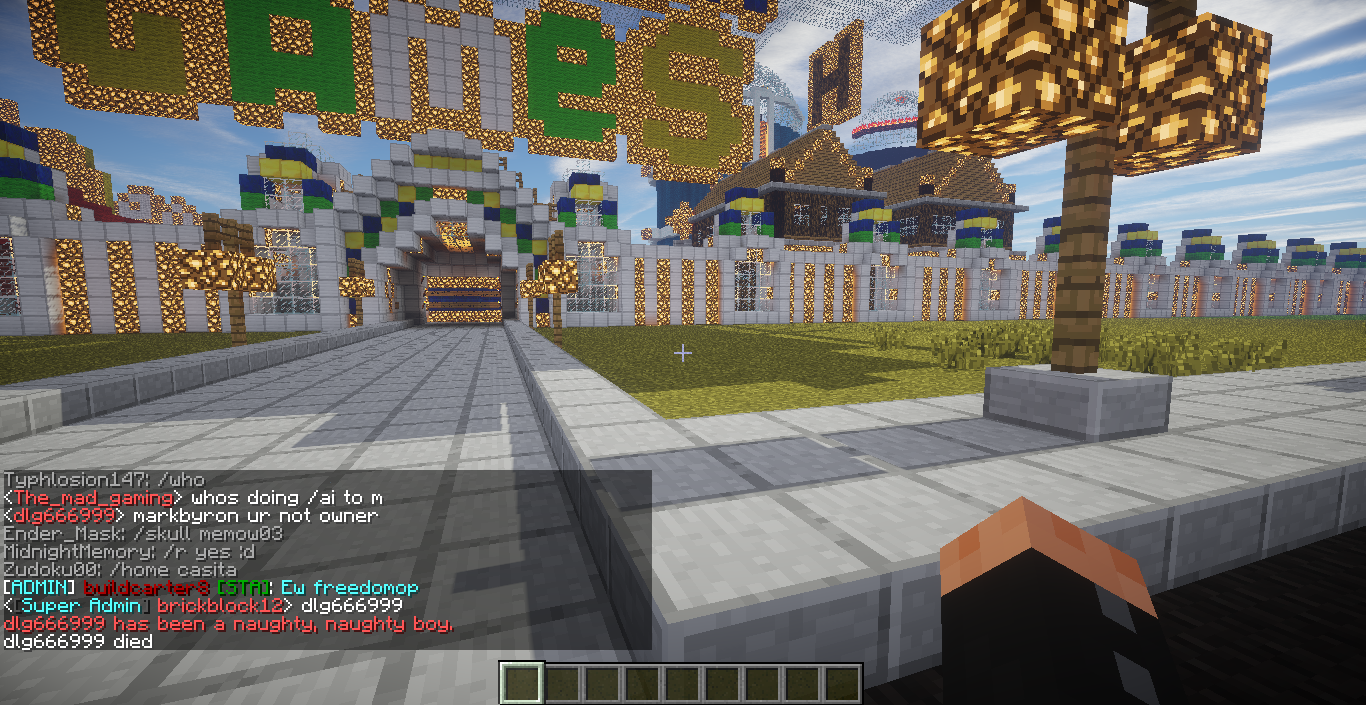 GAMES
H
Typhlosion147: /who
<The_mad_gaming> whos doing /ai to m
<dlg666999> markbyron ur not owner
Ender_Mask: /skull memow03
MidnightMemory: /r yes :d
Zudoku00: /home casita
[ADMIN] buildcarter8 [STA]: Ew freedomop
<[Super Admin] brickblock12> dlg666999
dlg666999 has been a naughty, naughty boy.
dlg666999 died